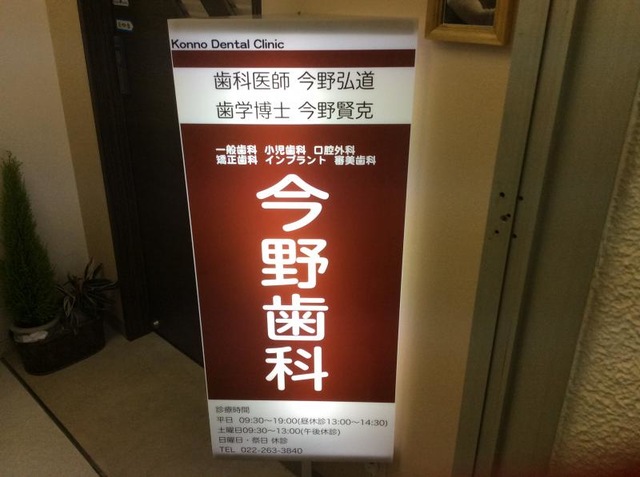 Konno Dental Clinic
歯科医師 今野弘道
歯学博士 今野賢克
一般歯科 小児歯科 口腔外科
矯正歯科 インプラント 審美歯科
今野歯科
診療時間
平日 09:30〜19:00(昼休診13:00〜14:30)
土曜日09:30〜13:00(午後休診)
日曜日・祭日 休診
TEL 022-263-3840